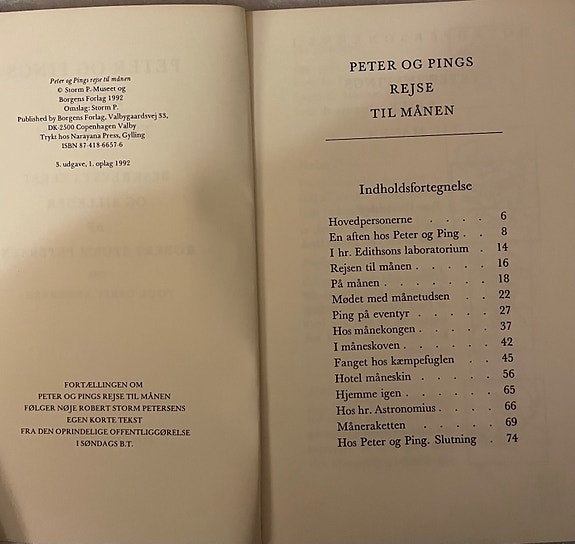 Peter og Pings rejse til månen
© Storm P.-Museet og
Borgens Forlag 1992
Omslag: Storm P.
Published by Borgens Forlag, Valbygaardsvej 33,
DK-2500 Copenhagen Valby
Trykt hos Narayana Press, Gylling
ISBN 87-418-6657-6
3. udgave, 1. oplag 1992
FORTÆLLINGEN OM
PETER OG PINGS REJSE TIL MÅNEN
FØLGER NØJE ROBERT STORM PETERSENS
EGEN KORTE TEKST
FRA DEN OPRINDELIGE OFFENTLIGGØRELSE
I SØNDAGS B.T.
PETER OG PINGS
REJSE
TIL MÅNEN
Indholdsfortegnelse
Hovedpersonerne . . . . 6
En aften hos Peter og Ping . . 8
I hr. Edithsons laboratorium . 14
Rejsen til månen . . . . . 16
På månen . . . . . . . 18
Mødet med månetudsen . . 22
Ping på eventyr . . . . . 27
Hos månekongen . . . . . 37
I måneskoven . . . . . . 42
Fanget hos kæmpefuglen . . 45
Hotel måneskin . . . . . 56
Hjemme igen . . . . . . 65
Hos hr. Astronomius . . . . 66
Måneraketten . . . . . 69
Hos Peter og Ping. Slutning . 74